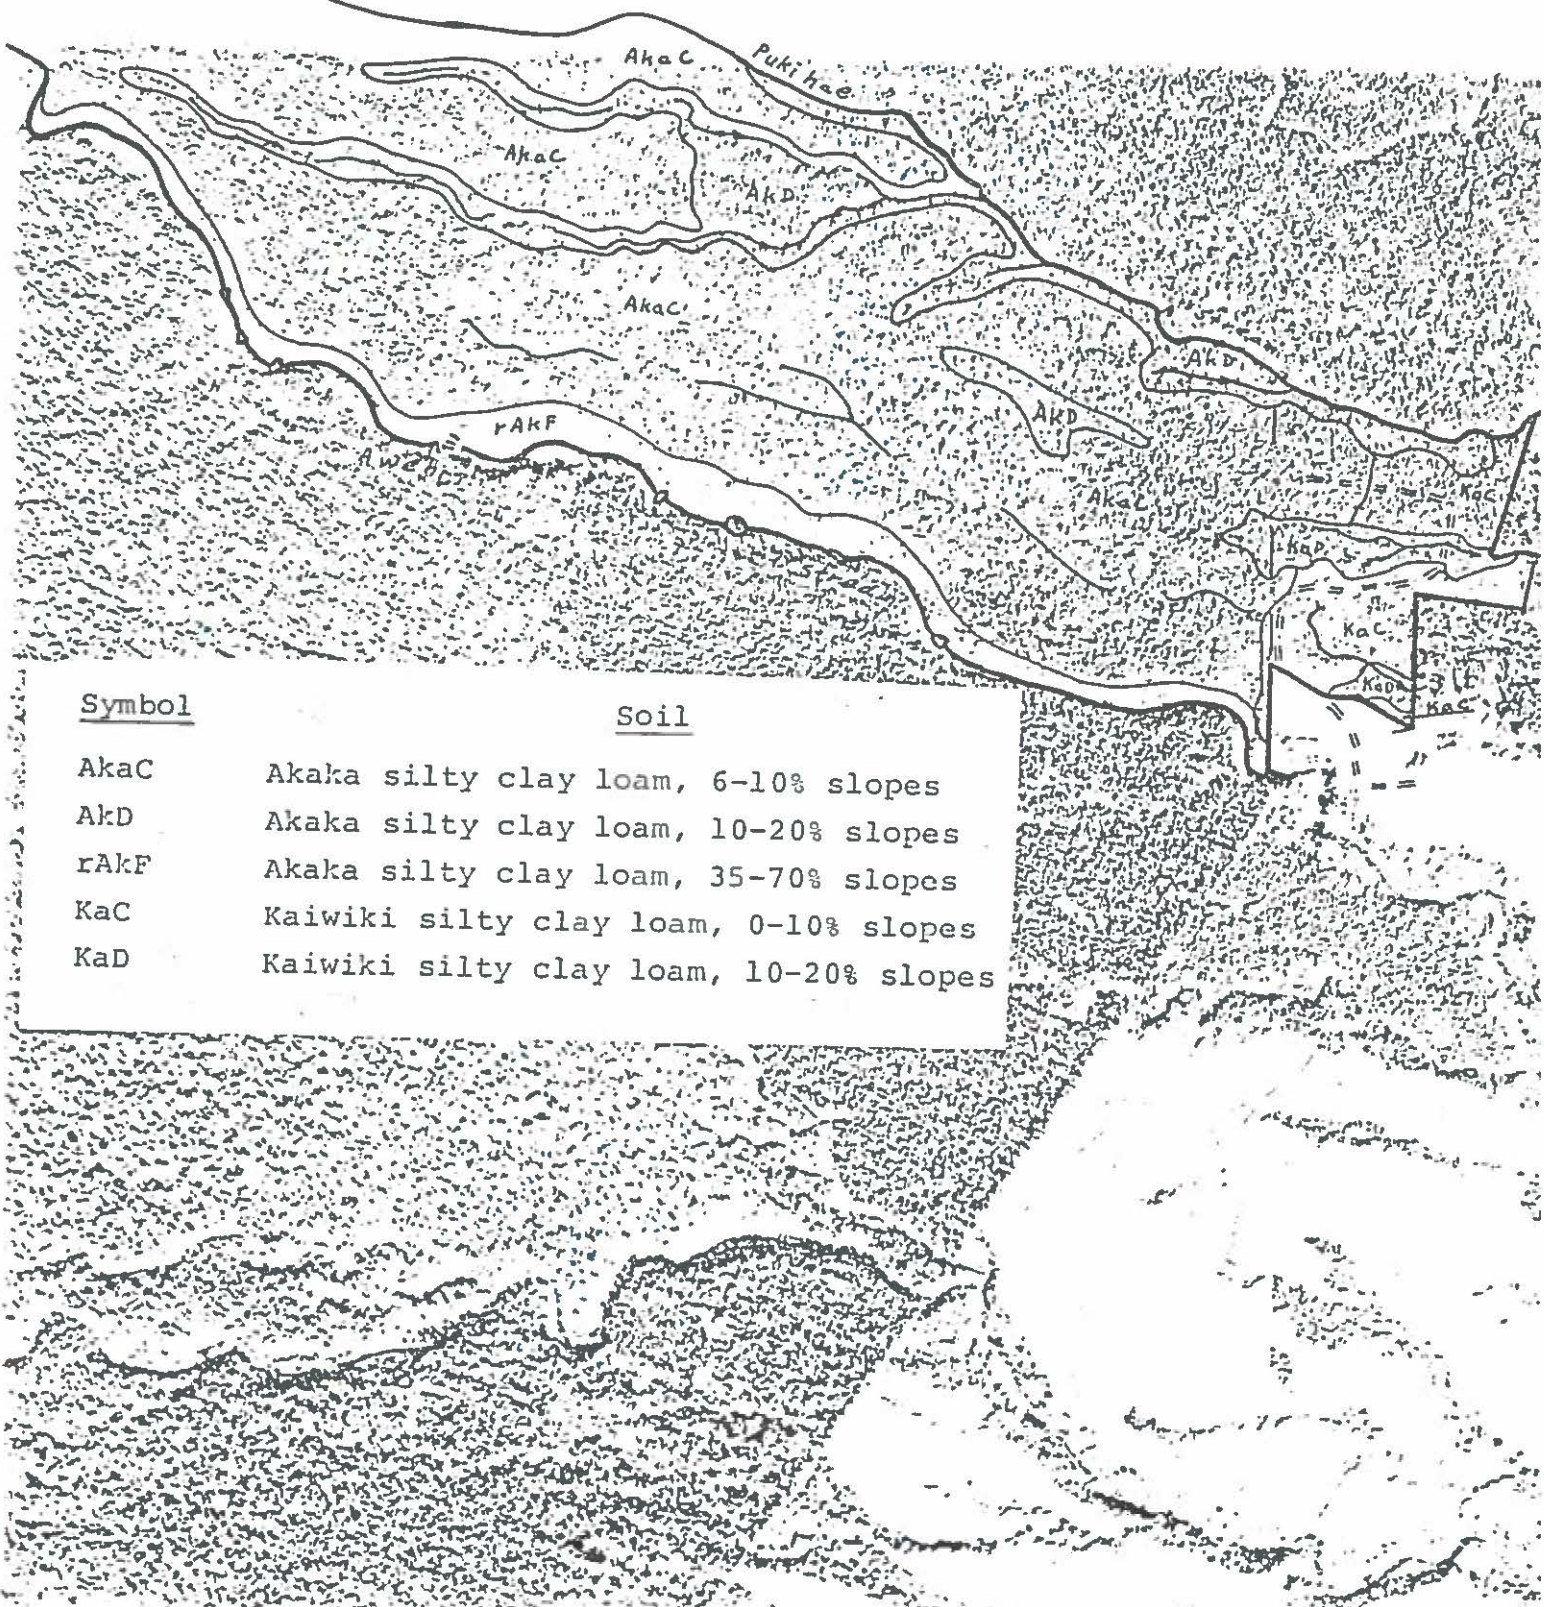 AkaC
Pukihae
AkaC
AkD
AkaC
AkD
rAkF
AkD
AkaC
KaC
KaD
KaC
KaD
KaC
Symbol Soil
AkaC Akaka silty clay loam, 6-10% slopes
AkD Akaka silty clay loam, 10-20% slopes
rAkF Akaka silty clay loam, 35-70% slopes
KaC Kaiwiki silty clay loam, 0-10% slopes
KaD Kaiwiki silty clay loam, 10-20% slopes